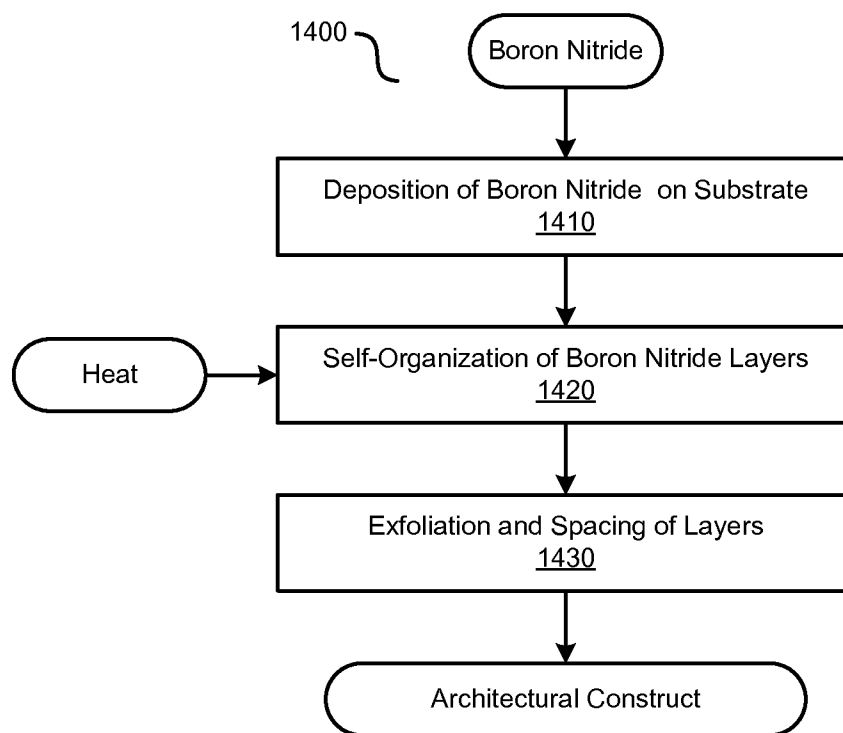 1400
Boron Nitride
Deposition of Boron Nitride on Substrate
1410
Self-Organization of Boron Nitride Layers
1420
Heat
Exfoliation and Spacing of Layers
1430
Architectural Construct